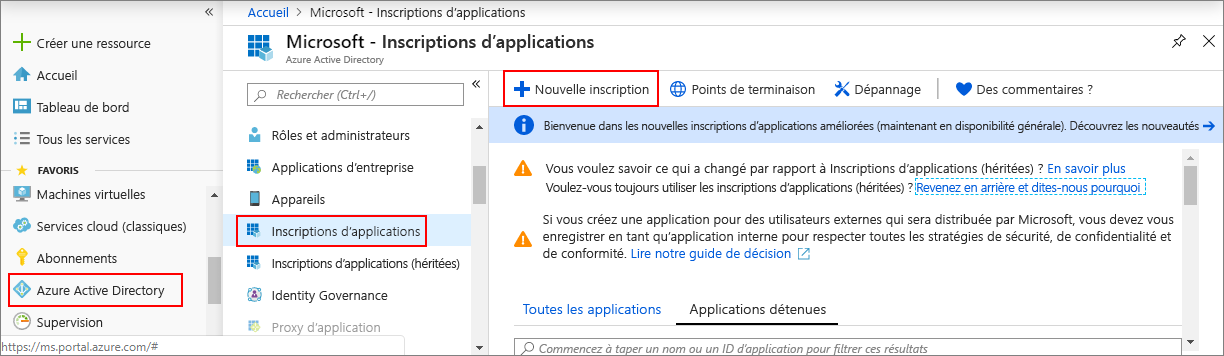 «
Créer une ressource
Accueil
Tableau de bord
Tous les services
FAVORIS
Machines virtuelles
Services cloud (classiques)
Abonnements
Azure Active Directory
Supervision
https://ms.portal.azure.com/#
Accueil > Microsoft - Inscriptions d’applications
Microsoft - Inscriptions d’applications
Azure Active Directory
Rechercher (Ctrl+/)
«
Rôles et administrateurs
Applications d’entreprise
Appareils
Inscriptions d’applications
Inscriptions d’applications (héritées)
Identity Governance
Proxy d’application
Nouvelle inscription Points de terminaison Dépannage Des commentaires ?
Bienvenue dans les nouvelles inscriptions d’applications améliorées (maintenant en disponibilité générale). Découvrez les nouveautés →
Vous voulez savoir ce qui a changé par rapport à Inscriptions d’applications (héritées) ? En savoir plus
Voulez-vous toujours utiliser les inscriptions d’applications (héritées) ? Revenez en arrière et dites-nous pourquoi
Si vous créez une application pour des utilisateurs externes qui sera distribuée par Microsoft, vous devez vous
enregistrer en tant qu’application interne pour respecter toutes les stratégies de sécurité, de confidentialité et
de conformité. Lire notre guide de décision
Toutes les applications Applications détenues
Commencez à taper un nom ou un ID d’application pour filtrer ces résultats